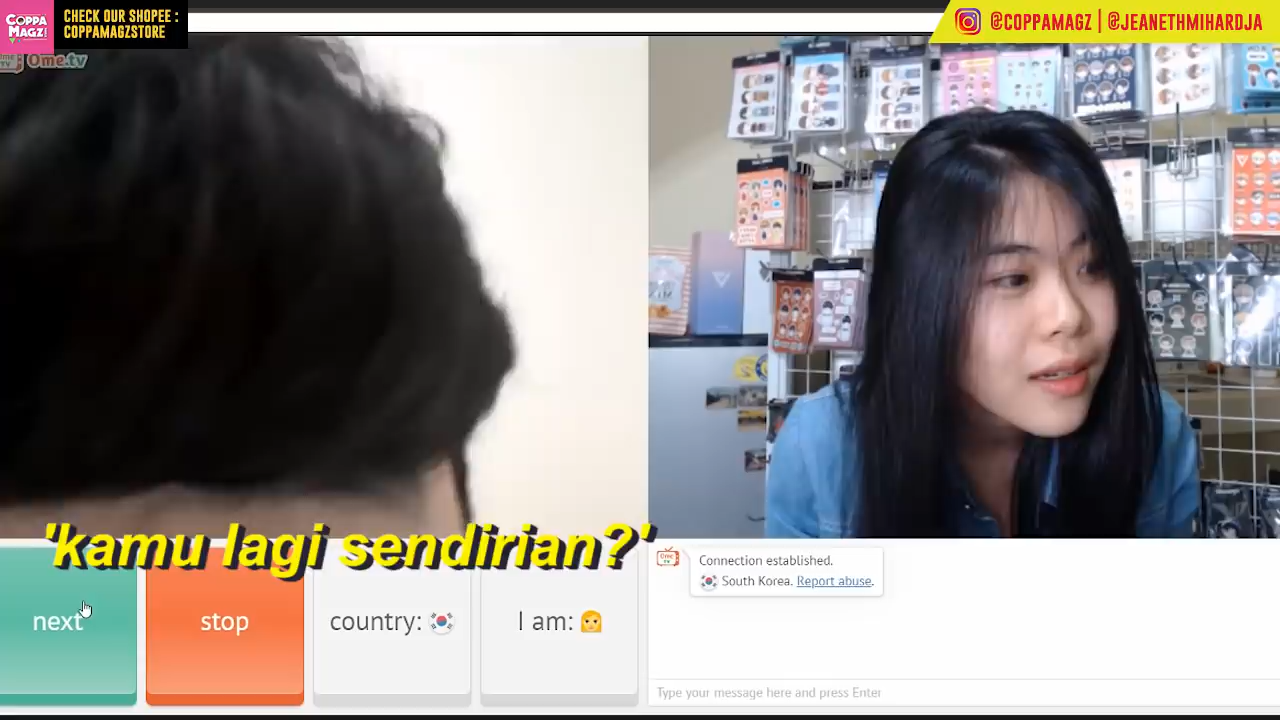 COPPA
MAGZ!
CHECK OUR SHOPEE :
COPPAMAGZSTORE
@COPPAMAGZ | @JEANETHMIHARDJA
Ome.tv
'kamu lagi sendirian?'
Connection established.
South Korea. Report abuse.
next
stop
country:
I am:
Type your message here and press Enter